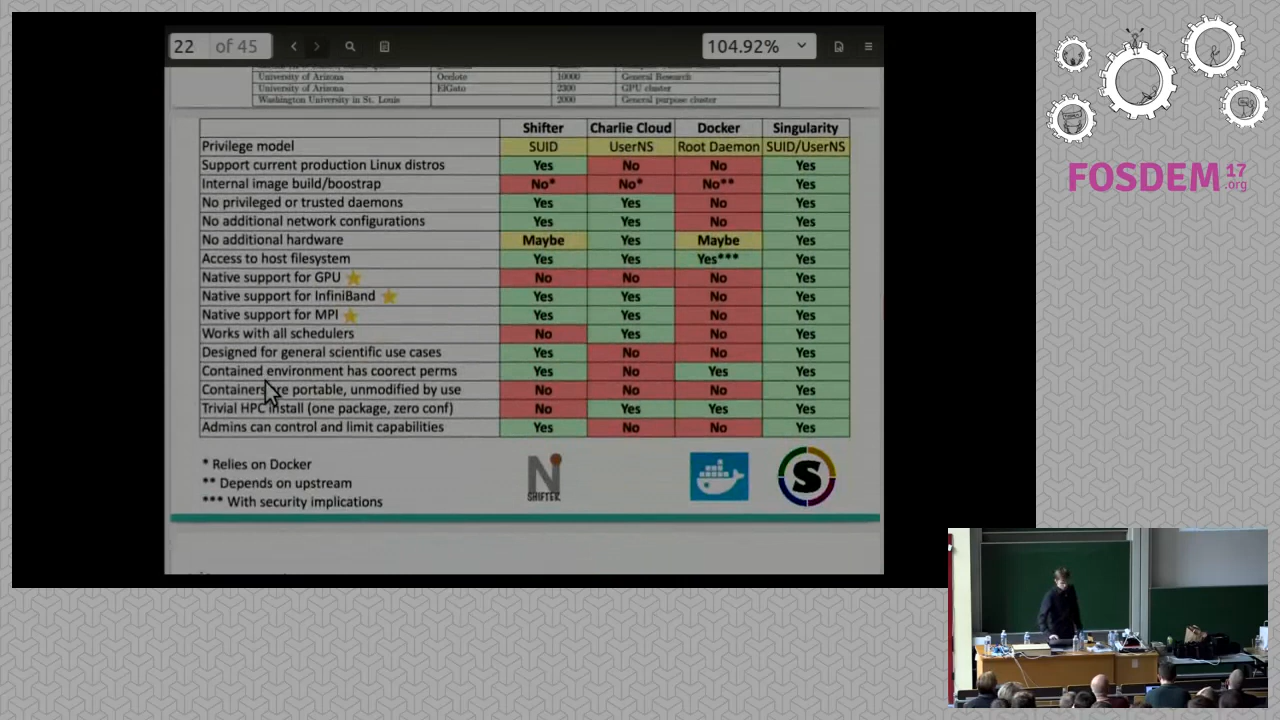 22 of 45
104.92%
FOSDEM 17 .org
University of Arizona Ocelote 10000 General Research
University of Arizona ElGato 2300 GPU cluster
Washington University in St. Louis 2000 General purpose cluster
Shifter Charlie Cloud Docker Singularity
Privilege model SUID UserNS Root Daemon SUID/UserNS
Support current production Linux distros Yes No No Yes
Internal image build/boostrap No* No* No** Yes
No privileged or trusted daemons Yes Yes No Yes
No additional network configurations Yes Yes No Yes
No additional hardware Maybe Yes Maybe Yes
Access to host filesystem Yes Yes Yes*** Yes
Native support for GPU No No No Yes
Native support for InfiniBand Yes Yes No Yes
Native support for MPI Yes Yes No Yes
Works with all schedulers No Yes No Yes
Designed for general scientific use cases Yes No No Yes
Contained environment has coorect perms Yes No Yes Yes
Containers are portable, unmodified by use No No No Yes
Trivial HPC install (one package, zero conf) No Yes Yes Yes
Admins can control and limit capabilities Yes No No Yes
* Relies on Docker
** Depends on upstream
*** With security implications
N
SHIFTER
S